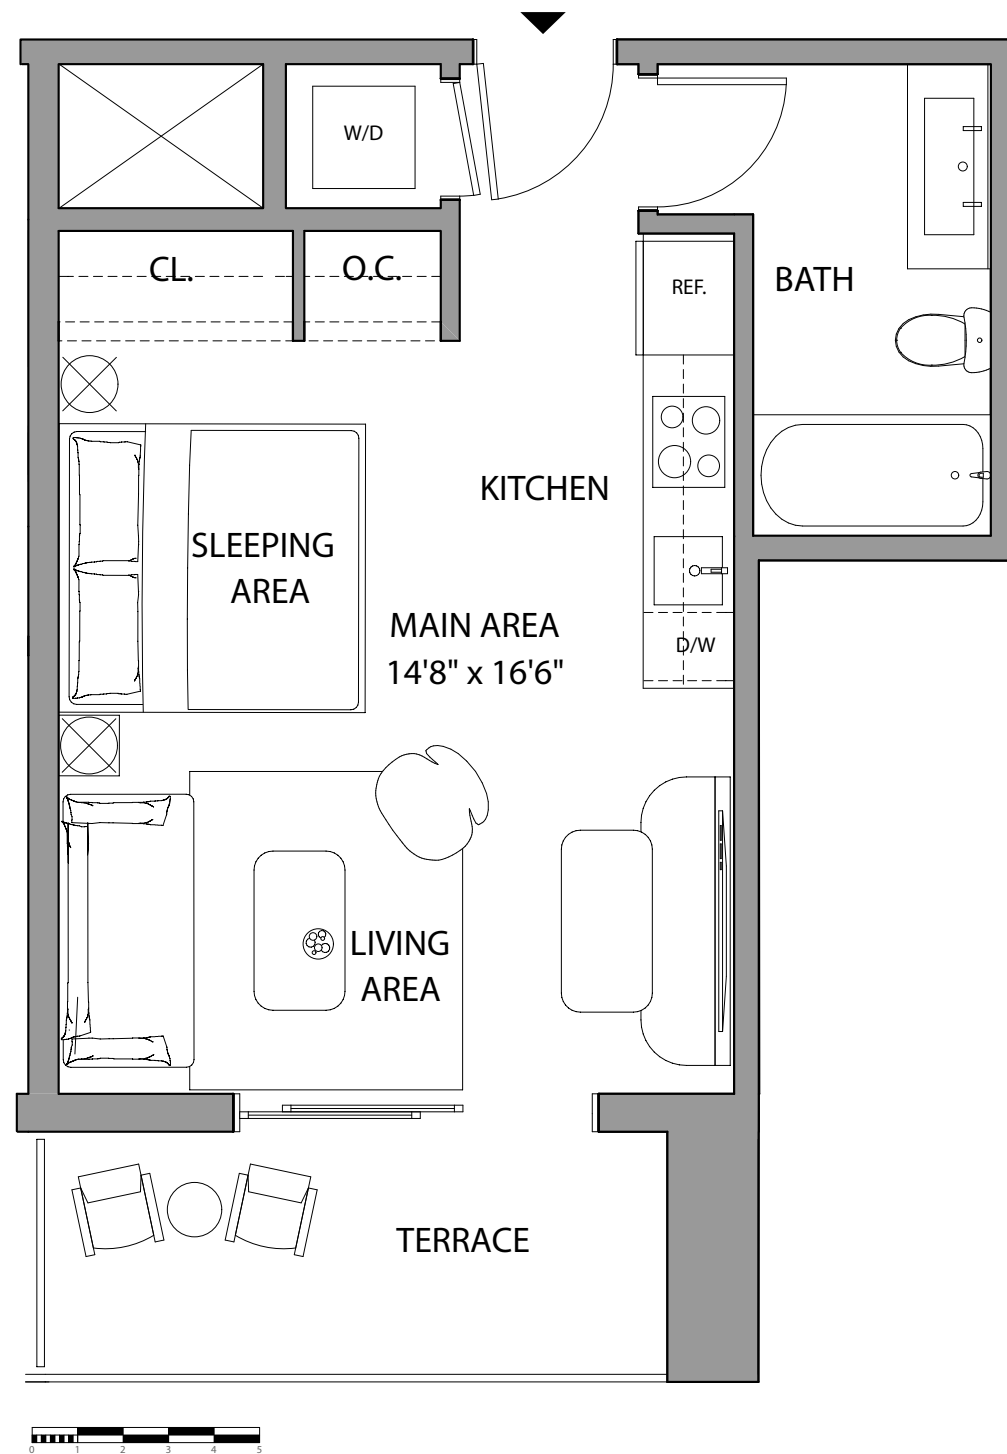 W/D
CL.
O.C.
REF.
BATH
KITCHEN
SLEEPING
AREA
MAIN AREA
14'8" x 16'6"
D/W
LIVING
AREA
TERRACE
0 1 2 3 4 5